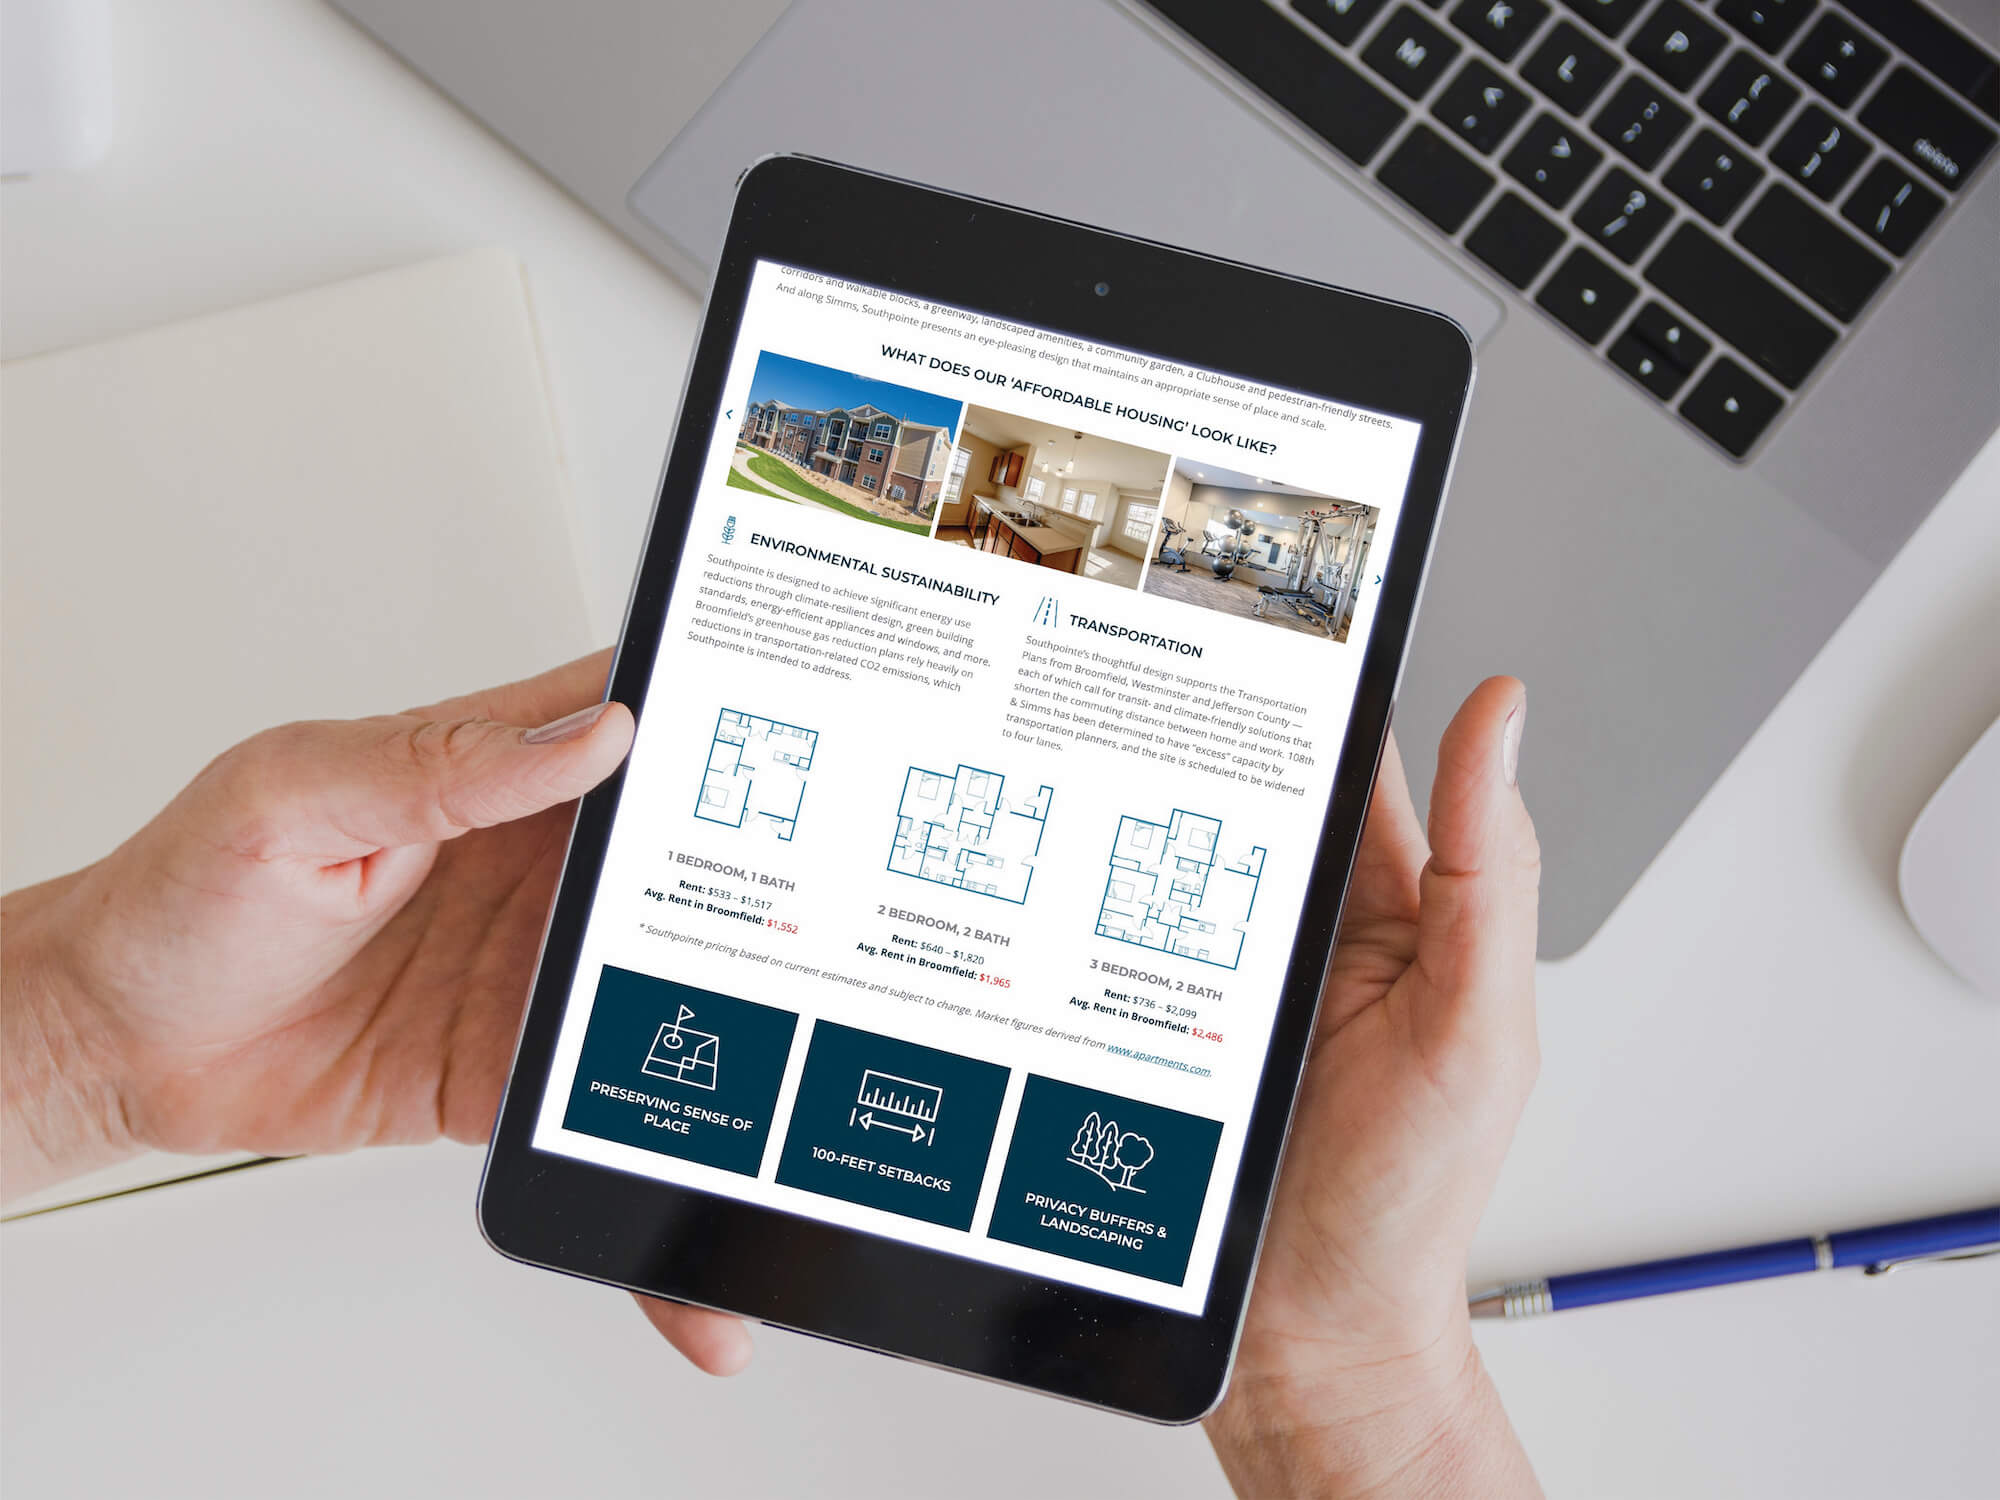 corridors and walkable blocks, a greenway, landscaped amenities, a community garden, a Clubhouse and pedestrian-friendly streets.
And along Simms, Southpointe presents an eye-pleasing design that maintains an appropriate sense of place and scale.
WHAT DOES OUR 'AFFORDABLE HOUSING' LOOK LIKE?
ENVIRONMENTAL SUSTAINABILITY
Southpointe is designed to achieve significant energy use
reductions through climate-resilient design, green building
standards, energy-efficient appliances and windows, and more.
Broomfield's greenhouse gas reduction plans rely heavily on
reductions in transportation-related CO2 emissions, which
Southpointe is intended to address.
TRANSPORTATION
Southpointe's thoughtful design supports the Transportation
Plans from Broomfield, Westminster and Jefferson County —
each of which call for transit- and climate-friendly solutions that
shorten the commuting distance between home and work. 108th
& Simms has been determined to have "excess" capacity by
transportation planners, and the site is scheduled to be widened
to four lanes.
1 BEDROOM, 1 BATH
Rent: $533 – $1,517
Avg. Rent in Broomfield: $1,552
2 BEDROOM, 2 BATH
Rent: $640 – $1,820
Avg. Rent in Broomfield: $1,965
3 BEDROOM, 2 BATH
Rent: $736 – $2,099
Avg. Rent in Broomfield: $2,486
* Southpointe pricing based on current estimates and subject to change. Market figures derived from www.apartments.com.
PRESERVING SENSE OF
PLACE
100-FEET SETBACKS
PRIVACY BUFFERS &
LANDSCAPING
N
M
K
L
P
< ,
> .
? /
: ;
" '
{ [
} ]
+ =
| \
delete